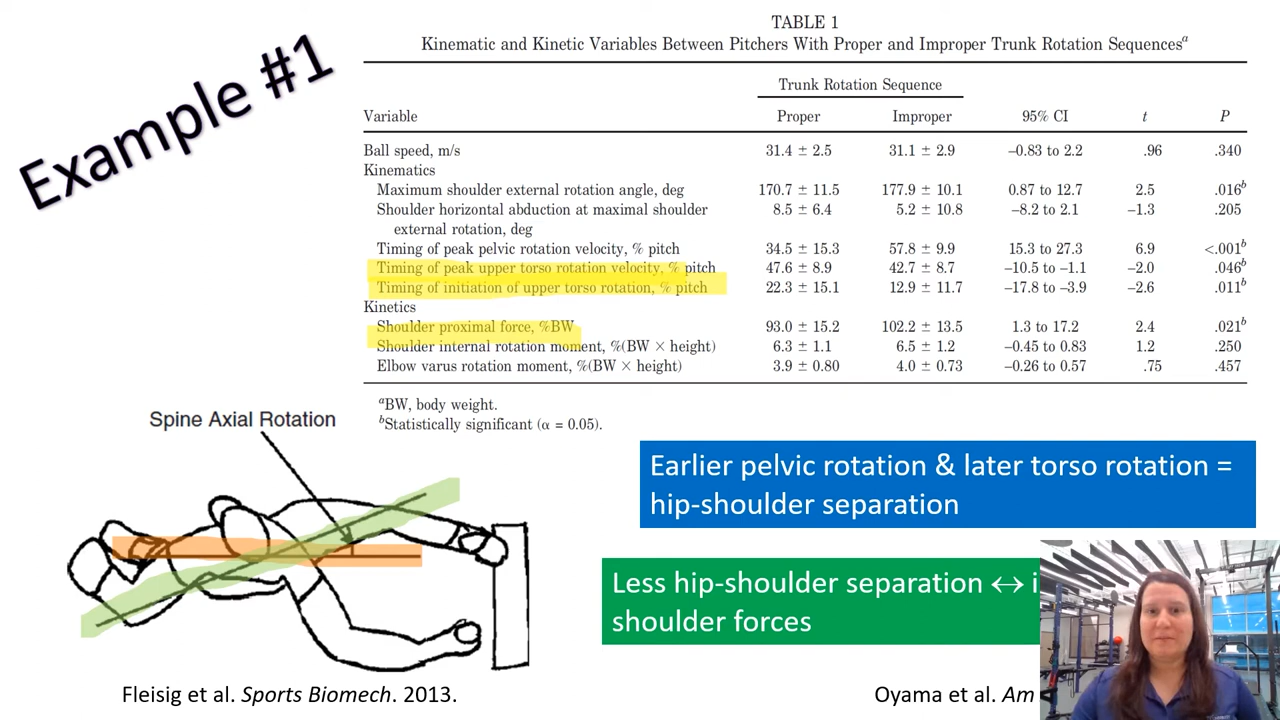 Example #1
TABLE 1
Kinematic and Kinetic Variables Between Pitchers With Proper and Improper Trunk Rotation Sequencesᵃ
Trunk Rotation Sequence
Variable Proper Improper 95% CI t P
Ball speed, m/s 31.4 ± 2.5 31.1 ± 2.9 –0.83 to 2.2 .96 .340
Kinematics
Maximum shoulder external rotation angle, deg 170.7 ± 11.5 177.9 ± 10.1 0.87 to 12.7 2.5 .016ᵇ
Shoulder horizontal abduction at maximal shoulder 8.5 ± 6.4 5.2 ± 10.8 –8.2 to 2.1 –1.3 .205
external rotation, deg
Timing of peak pelvic rotation velocity, % pitch 34.5 ± 15.3 57.8 ± 9.9 15.3 to 27.3 6.9 <.001ᵇ
Timing of peak upper torso rotation velocity, % pitch 47.6 ± 8.9 42.7 ± 8.7 –10.5 to –1.1 –2.0 .046ᵇ
Timing of initiation of upper torso rotation, % pitch 22.3 ± 15.1 12.9 ± 11.7 –17.8 to –3.9 –2.6 .011ᵇ
Kinetics
Shoulder proximal force, %BW 93.0 ± 15.2 102.2 ± 13.5 1.3 to 17.2 2.4 .021ᵇ
Shoulder internal rotation moment, %(BW × height) 6.3 ± 1.1 6.5 ± 1.2 –0.45 to 0.83 1.2 .250
Elbow varus rotation moment, %(BW × height) 3.9 ± 0.80 4.0 ± 0.73 –0.26 to 0.57 .75 .457
ᵃBW, body weight.
ᵇStatistically significant (α = 0.05).
Spine Axial Rotation
Earlier pelvic rotation & later torso rotation =
hip-shoulder separation
Less hip-shoulder separation ↔
shoulder forces
Fleisig et al. Sports Biomech. 2013.
Oyama et al. Am